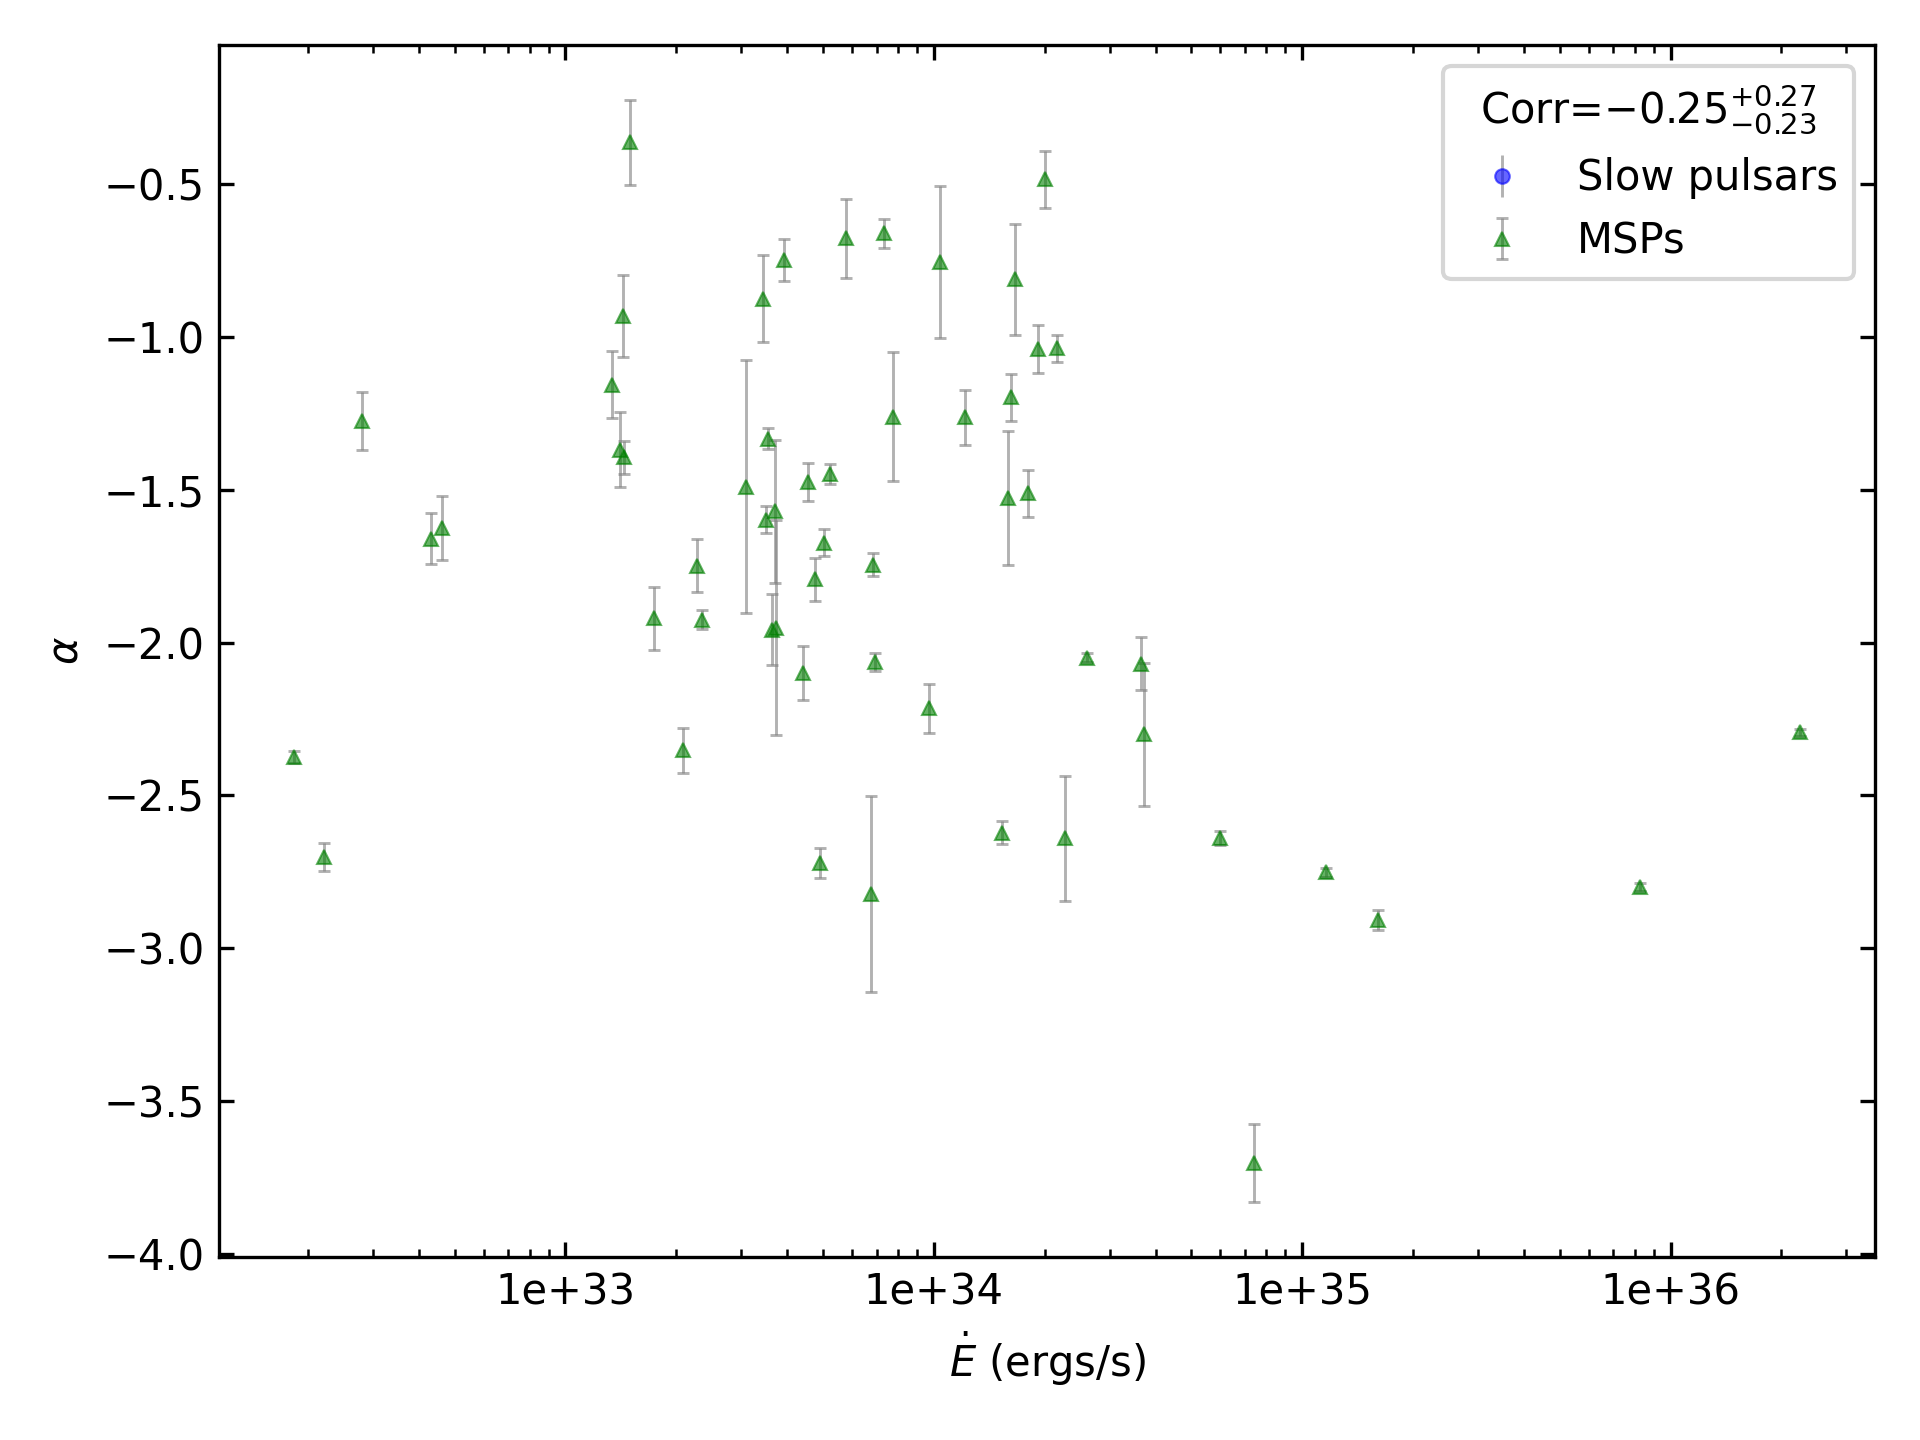 Corr=−0.25 +0.27 −0.23
Slow pulsars
MSPs
−0.5
−1.0
−1.5
−2.0
−2.5
−3.0
−3.5
−4.0
α
1e+33 1e+34 1e+35 1e+36
Ė (ergs/s)